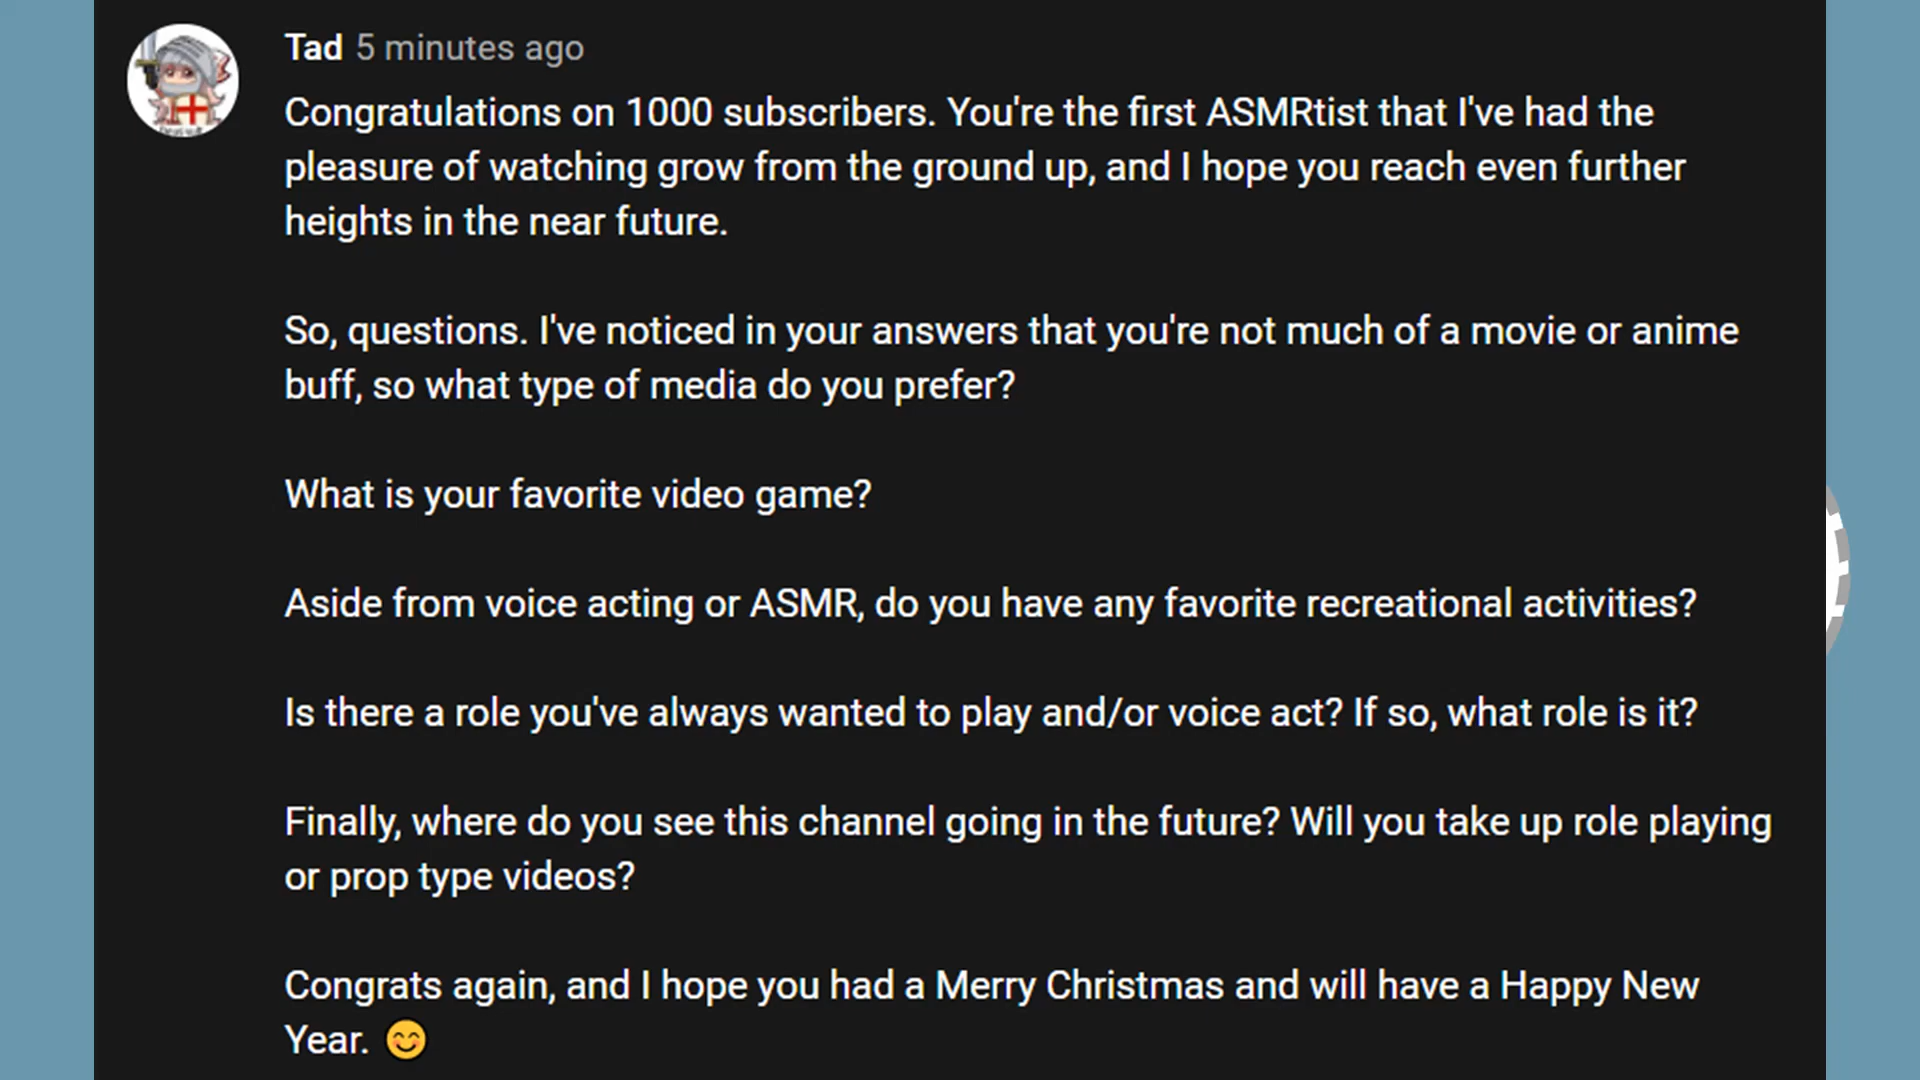 Tad 5 minutes ago
Congratulations on 1000 subscribers. You're the first ASMRtist that I've had the
pleasure of watching grow from the ground up, and I hope you reach even further
heights in the near future.
So, questions. I've noticed in your answers that you're not much of a movie or anime
buff, so what type of media do you prefer?
What is your favorite video game?
Aside from voice acting or ASMR, do you have any favorite recreational activities?
Is there a role you've always wanted to play and/or voice act? If so, what role is it?
Finally, where do you see this channel going in the future? Will you take up role playing
or prop type videos?
Congrats again, and I hope you had a Merry Christmas and will have a Happy New
Year. 😊